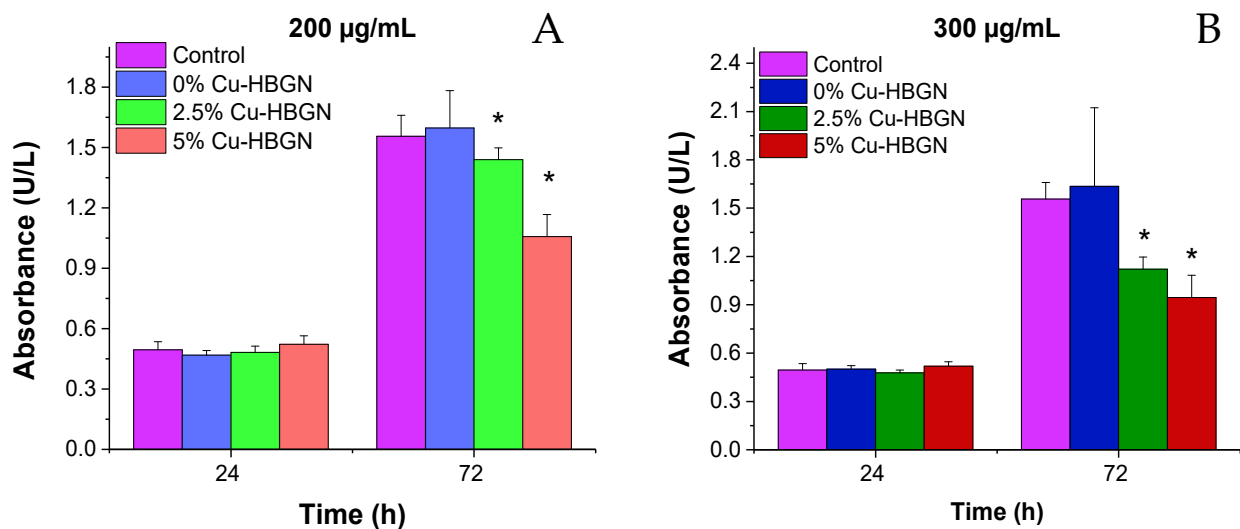 200 µg/mL
A
Control
0% Cu-HBGN
2.5% Cu-HBGN
5% Cu-HBGN
Absorbance (U/L)
1.8
1.5
1.2
0.9
0.6
0.3
0.0
*
*
24
72
Time (h)
300 µg/mL
B
Control
0% Cu-HBGN
2.5% Cu-HBGN
5% Cu-HBGN
Absorbance (U/L)
2.4
2.1
1.8
1.5
1.2
0.9
0.6
0.3
0.0
*
*
24
72
Time (h)